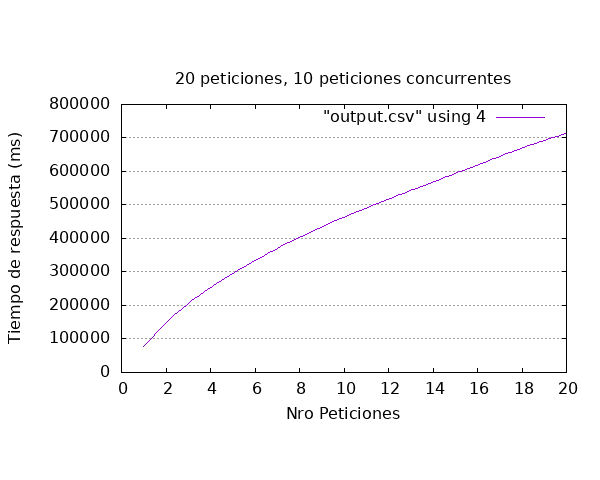 20 peticiones, 10 peticiones concurrentes
"output.csv" using 4
Tiempo de respuesta (ms)
800000
700000
600000
500000
400000
300000
200000
100000
0
0 2 4 6 8 10 12 14 16 18 20
Nro Peticiones